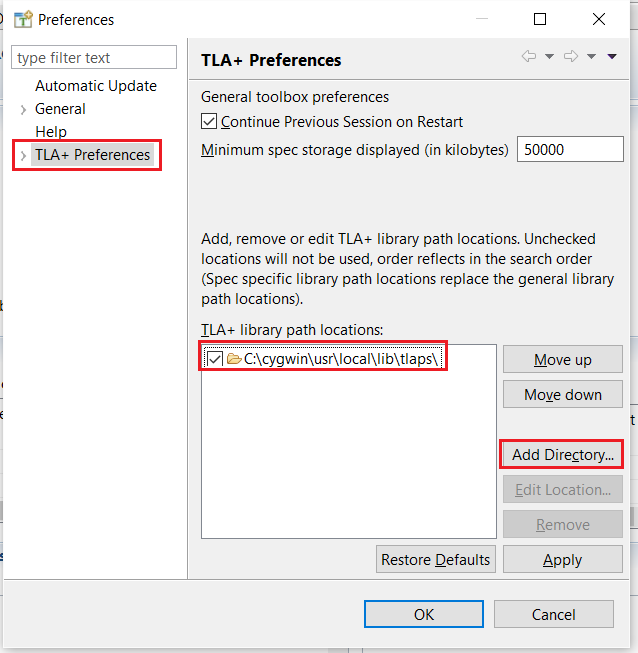 Preferences
type filter text
Automatic Update
General
Help
TLA+ Preferences
TLA+ Preferences
General toolbox preferences
Continue Previous Session on Restart
Minimum spec storage displayed (in kilobytes) 50000
Add, remove or edit TLA+ library path locations. Unchecked
locations will not be used, order reflects in the search order
(Spec specific library path locations replace the general library
path locations).
TLA+ library path locations:
C:\cygwin\usr\local\lib\tlaps\
Move up
Move down
Add Directory...
Edit Location...
Remove
Restore Defaults
Apply
OK
Cancel